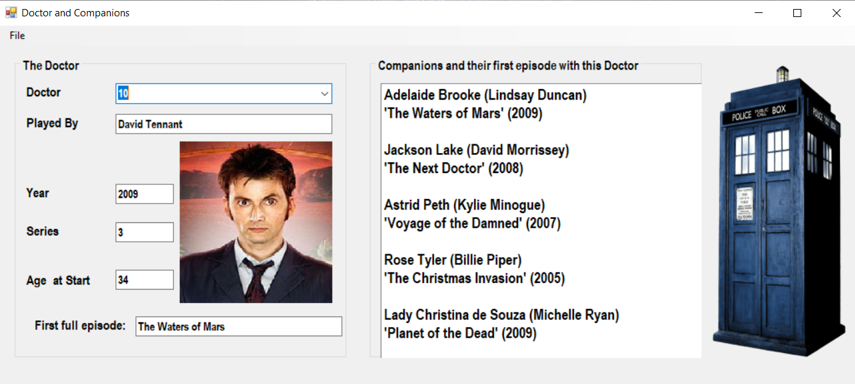 Doctor and Companions
File
The Doctor
Doctor
10
Played By
David Tennant
Year
2009
Series
3
Age at Start
34
First full episode:
The Waters of Mars
Companions and their first episode with this Doctor
Adelaide Brooke (Lindsay Duncan)
'The Waters of Mars' (2009)
Jackson Lake (David Morrissey)
'The Next Doctor' (2008)
Astrid Peth (Kylie Minogue)
'Voyage of the Damned' (2007)
Rose Tyler (Billie Piper)
'The Christmas Invasion' (2005)
Lady Christina de Souza (Michelle Ryan)
'Planet of the Dead' (2009)
POLICE PUBLIC CALL BOX